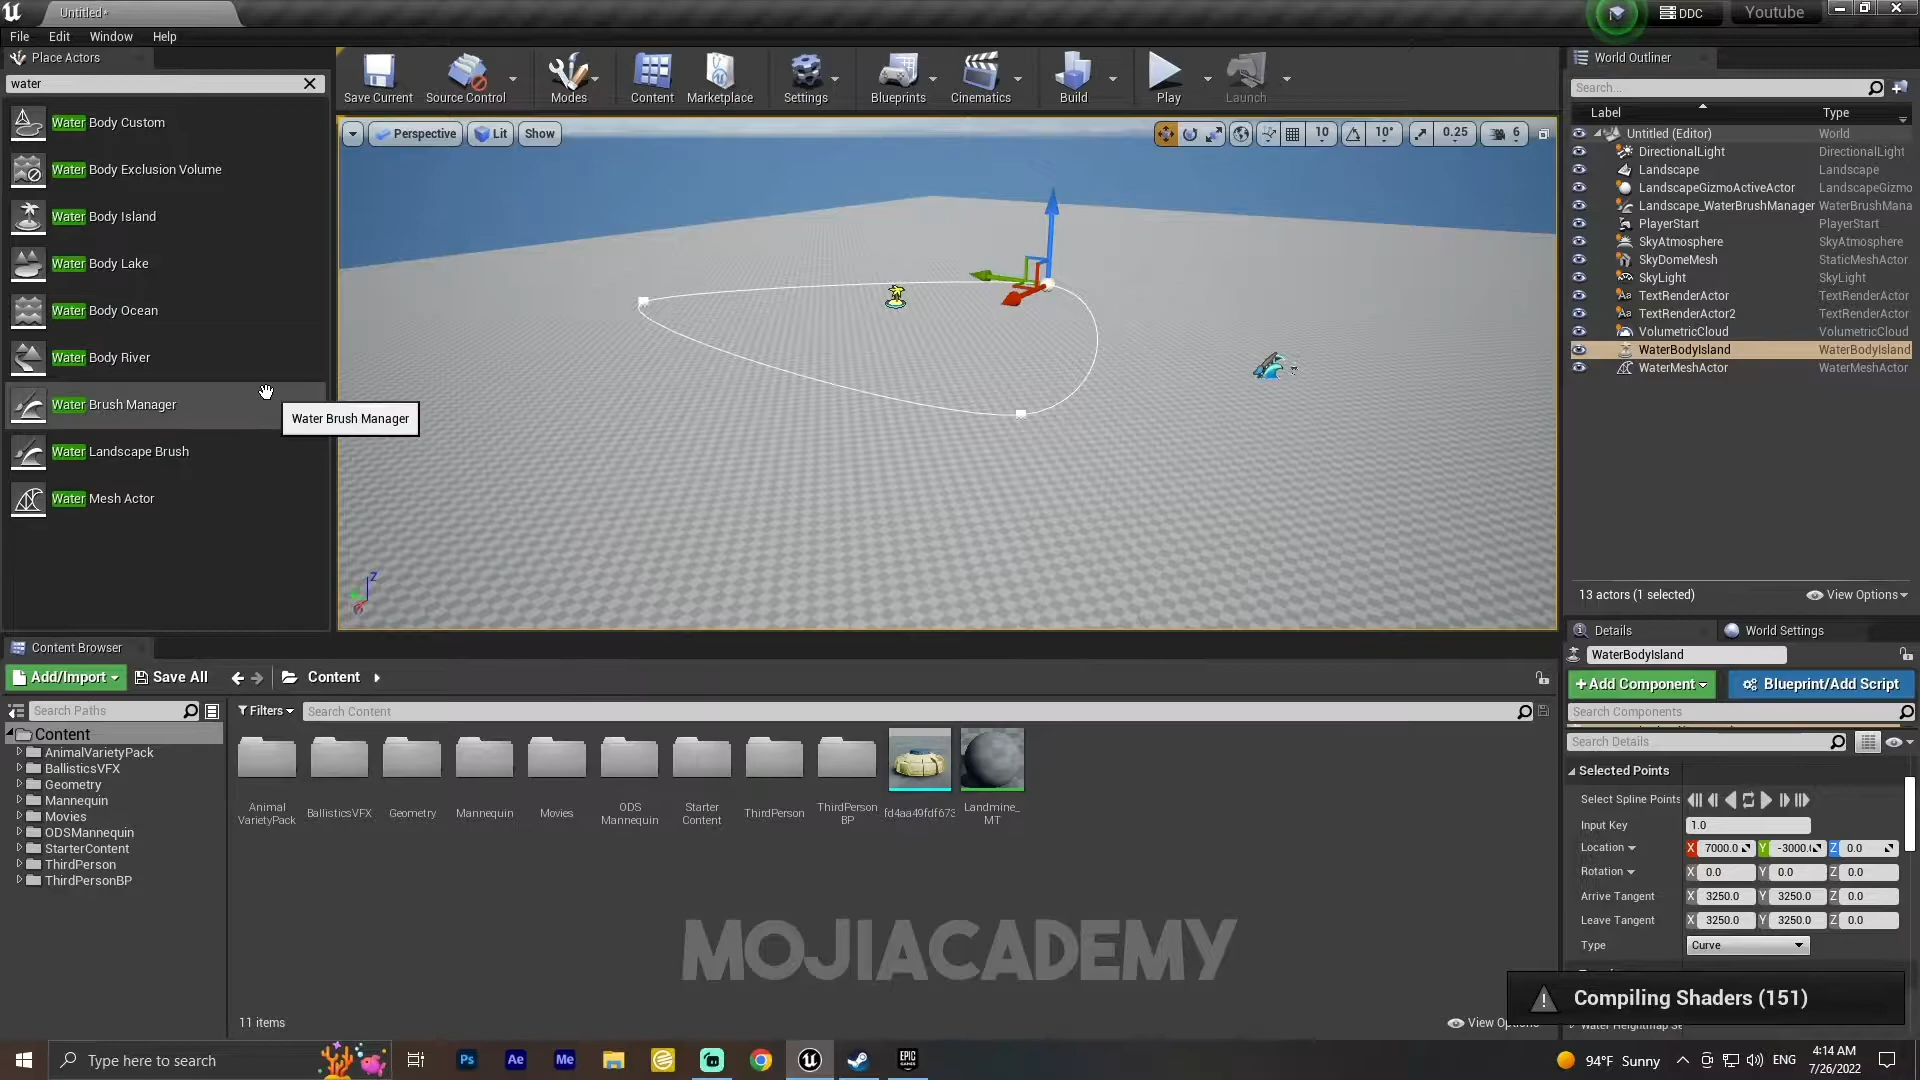 Untitled*
DDC
Youtube
File Edit Window Help
Place Actors
water
Water Body Custom
Water Body Exclusion Volume
Water Body Island
Water Body Lake
Water Body Ocean
Water Body River
Water Brush Manager
Water Landscape Brush
Water Mesh Actor
Water Brush Manager
Save Current Source Control Modes Content Marketplace Settings Blueprints Cinematics Build Play Launch
Perspective Lit Show
10 10° 0.25 6
Z
World Outliner
Search...
Label Type
Untitled (Editor) World
DirectionalLight DirectionalLight
Landscape Landscape
LandscapeGizmoActiveActor LandscapeGizmo
Landscape_WaterBrushManager WaterBrushMana
PlayerStart PlayerStart
SkyAtmosphere SkyAtmosphere
SkyDomeMesh StaticMeshActor
SkyLight SkyLight
TextRenderActor TextRenderActor
TextRenderActor2 TextRenderActor
VolumetricCloud VolumetricCloud
WaterBodyIsland WaterBodyIsland
WaterMeshActor WaterMeshActor
13 actors (1 selected) View Options
Details World Settings
WaterBodyIsland
+Add Component Blueprint/Add Script
Search Components
Search Details
Selected Points
Select Spline Points
Input Key 1.0
Location X 7000.0 Y -3000.( Z 0.0
Rotation X 0.0 Y 0.0 Z 0.0
Arrive Tangent X 3250.0 Y 3250.0 Z 0.0
Leave Tangent X 3250.0 Y 3250.0 Z 0.0
Type Curve
Compiling Shaders (151)
Content Browser
Add/Import Save All Content
Search Paths
Filters Search Content
Content
AnimalVarietyPack
BallisticsVFX
Geometry
Mannequin
Movies
ODSMannequin
StarterContent
ThirdPerson
ThirdPersonBP
Animal VarietyPack
BallisticsVFX
Geometry
Mannequin
Movies
ODS Mannequin
Starter Content
ThirdPerson
ThirdPerson BP
fd4aa49fdf673
Landmine_ MT
MOJIACADEMY
11 items
View
Type here to search
Ps Ae Me
EPIC GAMES
94°F Sunny
ENG
4:14 AM
7/26/2022